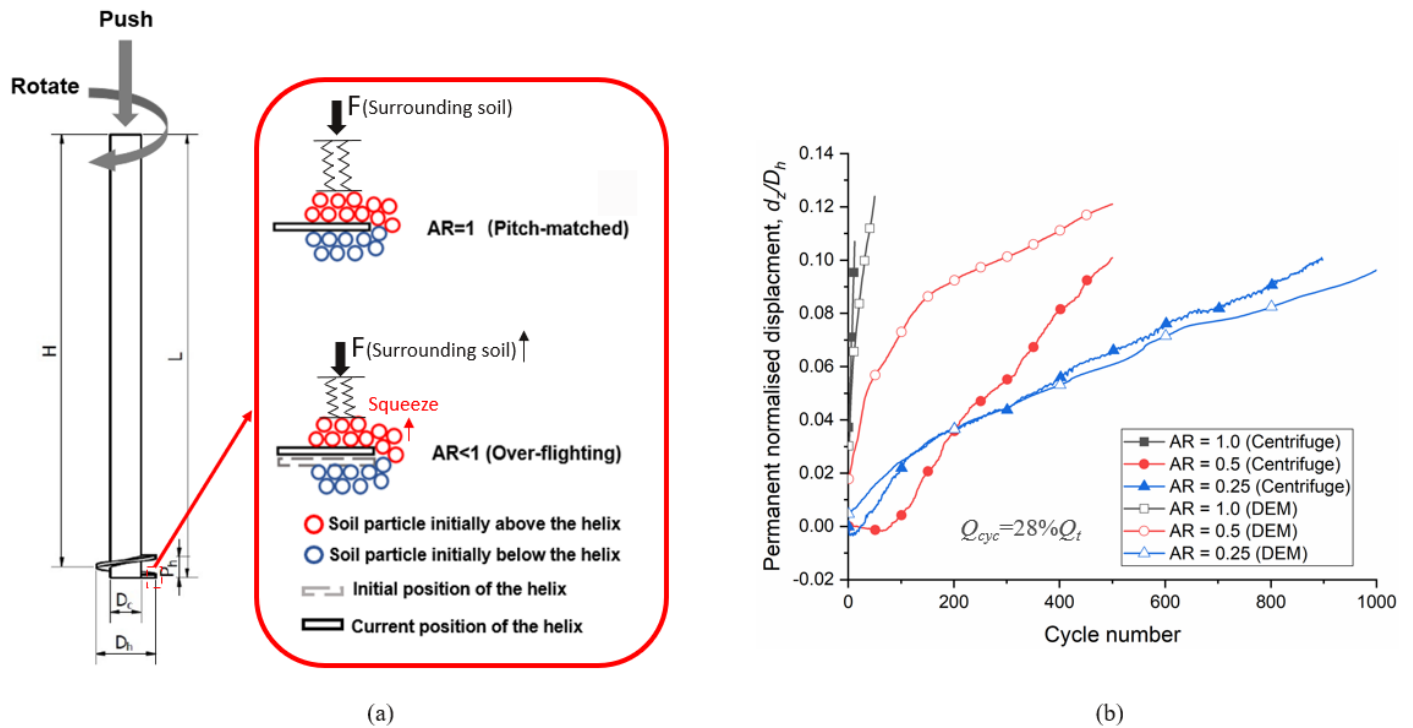 Push
Rotate
H
L
Ph
Dc
Dh
F(Surrounding soil)
AR=1 (Pitch-matched)
F(Surrounding soil)
Squeeze
AR<1 (Over-flighting)
Soil particle initially above the helix
Soil particle initially below the helix
Initial position of the helix
Current position of the helix
(a)
Permanent normalised displacment, dz/Dh
0.14
0.12
0.10
0.08
0.06
0.04
0.02
0.00
-0.02
Qcyc=28%Qt
AR = 1.0 (Centrifuge)
AR = 0.5 (Centrifuge)
AR = 0.25 (Centrifuge)
AR = 1.0 (DEM)
AR = 0.5 (DEM)
AR = 0.25 (DEM)
0 200 400 600 800 1000
Cycle number
(b)